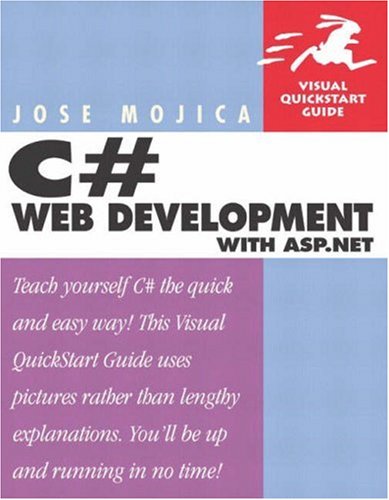 VISUAL
QUICKSTART
GUIDE
JOSE MOJICA
C#
WEB DEVELOPMENT
WITH ASP.NET
Teach yourself C# the quick
and easy way! This Visual
QuickStart Guide uses
pictures rather than lengthy
explanations. You'll be up
and running in no time!